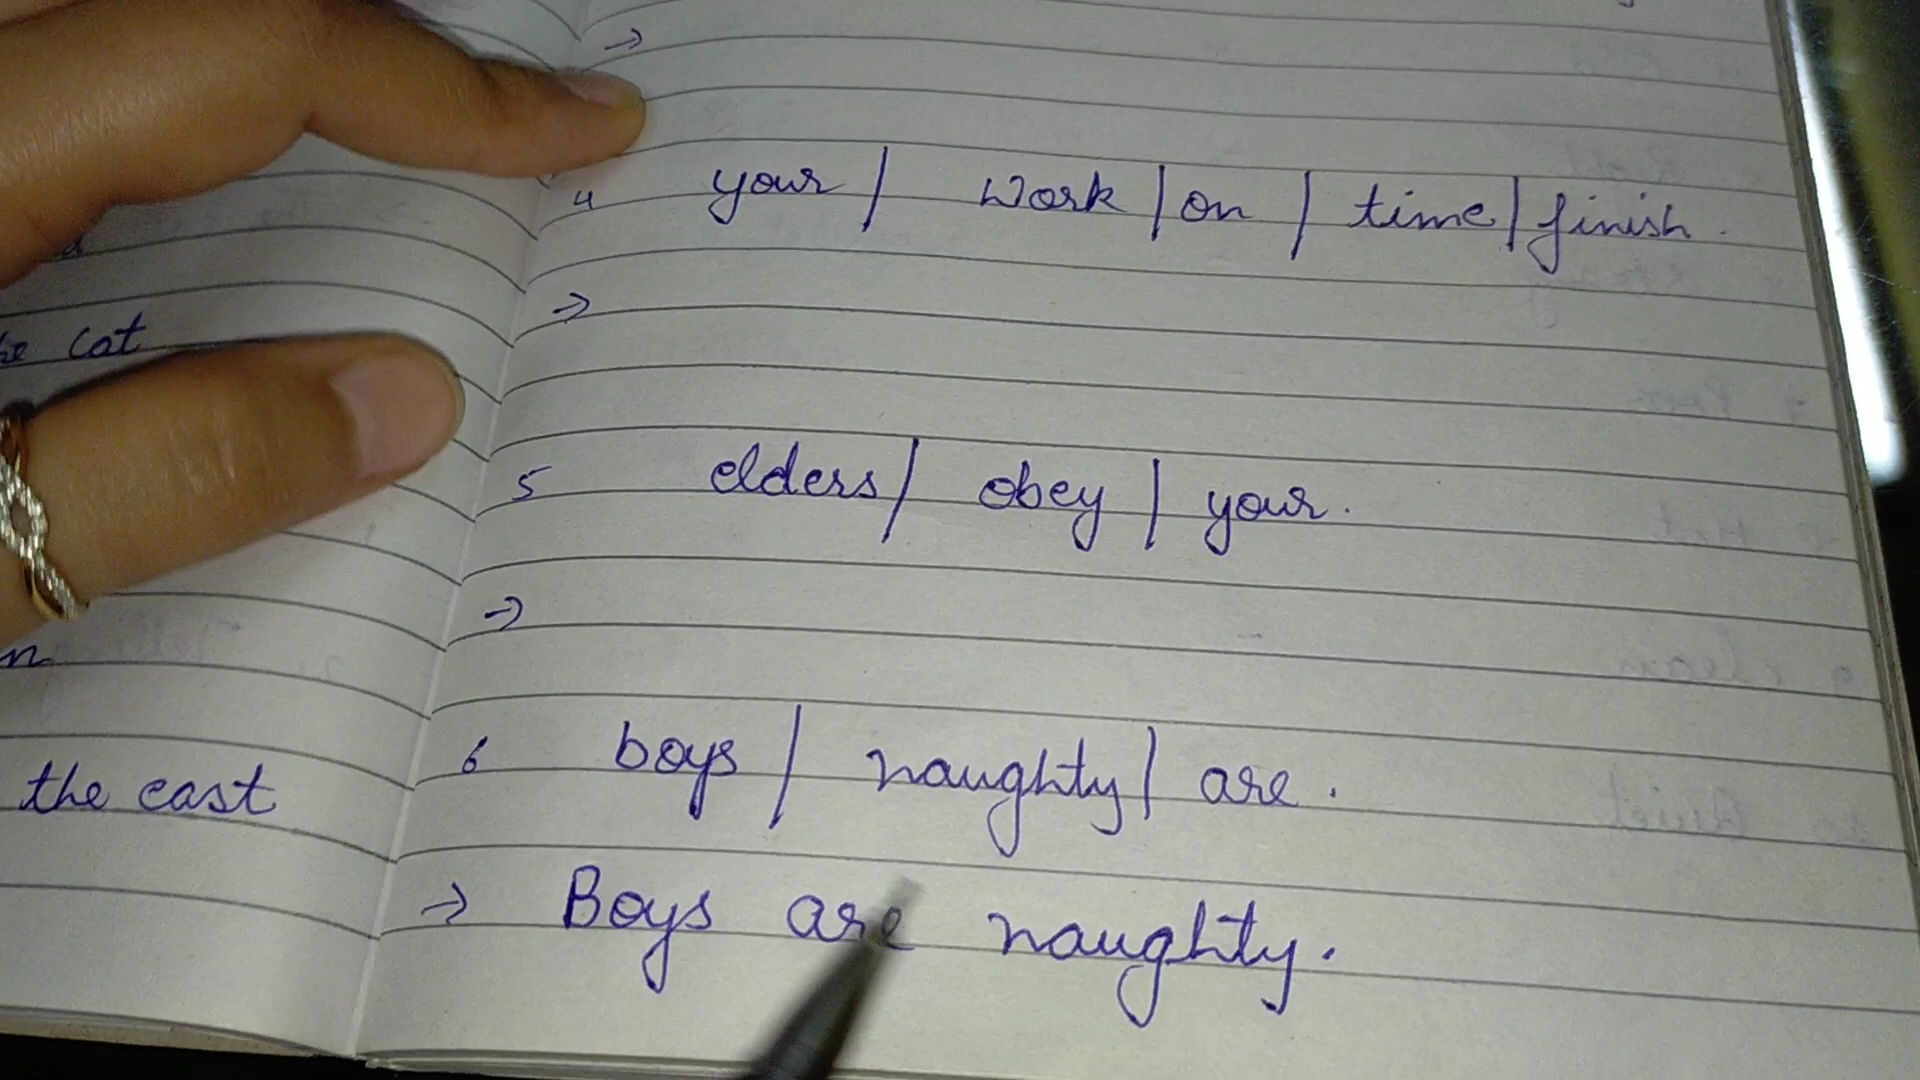 →
4 your / work / on / time / finish.
→
he cat
5 elders / obey / your.
→
6 boys / naughty / are.
the east
→ Boys are naughty.